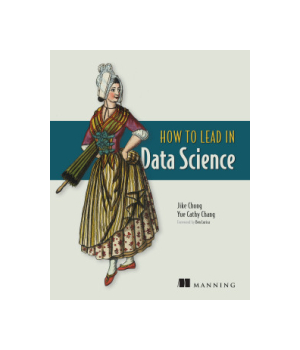 HOW TO LEAD IN
Data Science
Jike Chong
Yue Cathy Chang
MANNING